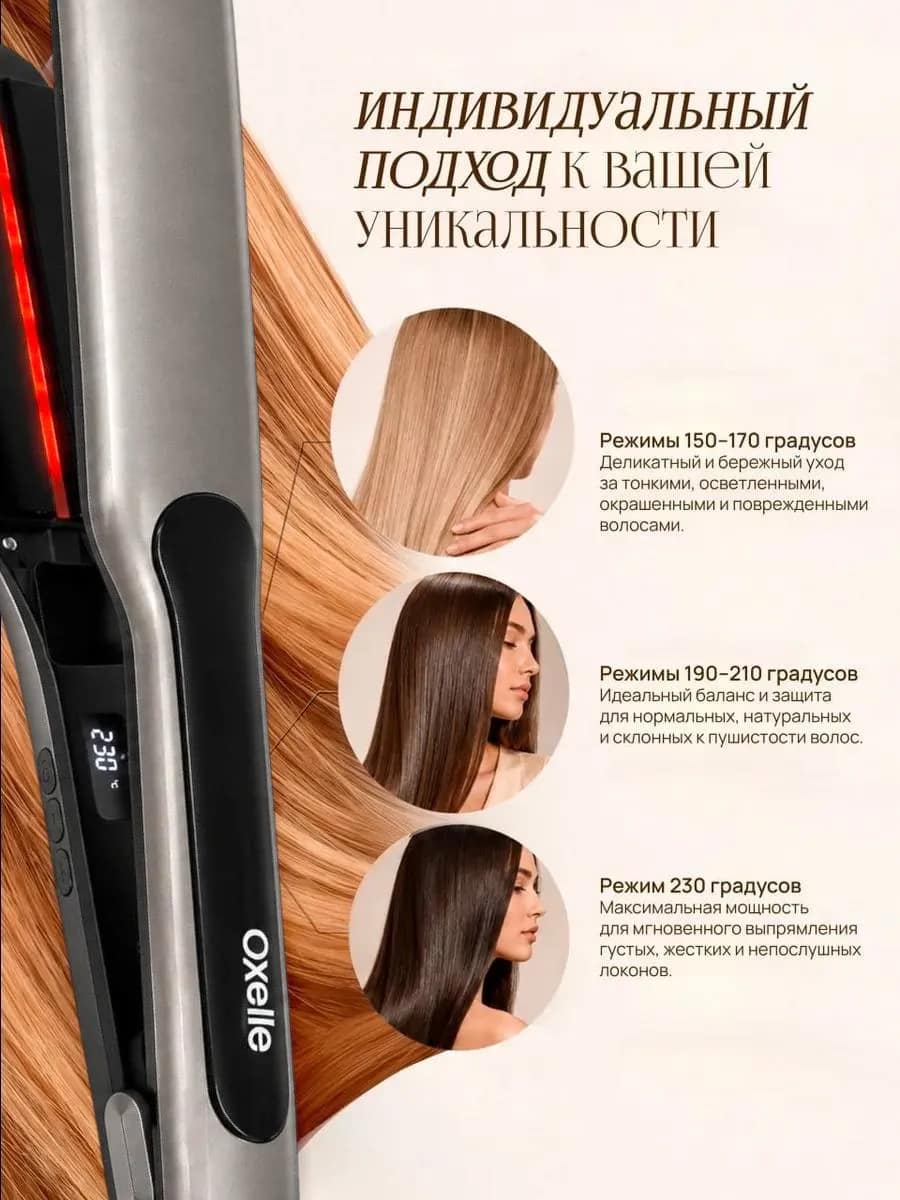 ИНДИВИДУАЛЬНЫЙ
ПОДХОД К ВАШЕЙ
УНИКАЛЬНОСТИ
Режимы 150–170 градусов
Деликатный и бережный уход
за тонкими, осветленными,
окрашенными и поврежденными
волосами.
Режимы 190–210 градусов
Идеальный баланс и защита
для нормальных, натуральных
и склонных к пушистости волос.
Режим 230 градусов
Максимальная мощность
для мгновенного выпрямления
густых, жестких и непослушных
локонов.
230 °C
Oxelle